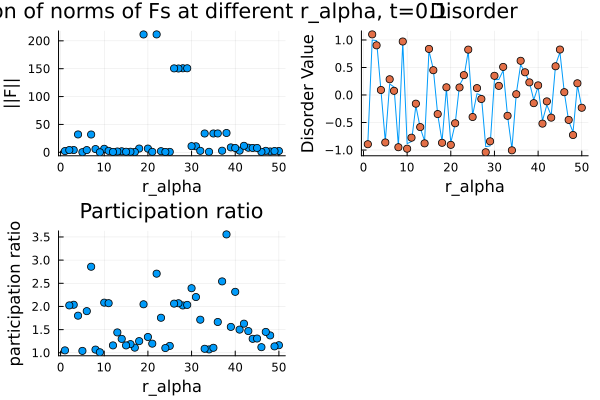 on of norms of Fs at different r_alpha, t=0.1
Disorder
||F||
200
150
100
50
0
0 10 20 30 40 50
r_alpha
Disorder Value
1.0
0.5
0.0
−0.5
−1.0
0 10 20 30 40 50
r_alpha
Participation ratio
participation ratio
3.5
3.0
2.5
2.0
1.5
1.0
0 10 20 30 40 50
r_alpha